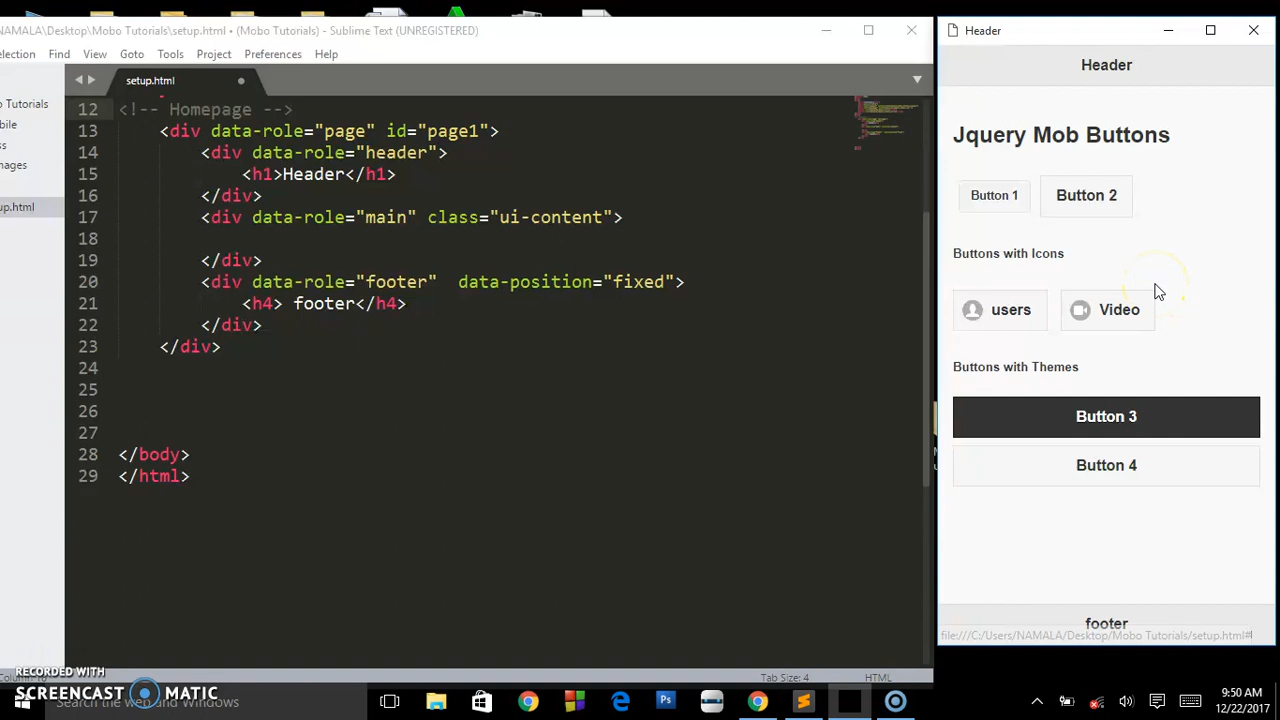 NAMALA\Desktop\Mobo Tutorials\setup.html • (Mobo Tutorials) - Sublime Text (UNREGISTERED)
election Find View Goto Tools Project Preferences Help
setup.html
o Tutorials
bile
s
mages
up.html
12 <!-- Homepage -->
13 <div data-role="page" id="page1">
14 <div data-role="header">
15 <h1>Header</h1>
16 </div>
17 <div data-role="main" class="ui-content">
18
19 </div>
20 <div data-role="footer"  data-position="fixed">
21 <h4> footer</h4>
22 </div>
23 </div>
24
25
26
27
28 </body>
29 </html>
Tab Size: 4 HTML
Header
Header
Jquery Mob Buttons
Button 1 Button 2
Buttons with Icons
users Video
Buttons with Themes
Button 3
Button 4
footer
file:///C:/Users/NAMALA/Desktop/Mobo Tutorials/setup.html#
RECORDED WITH
SCREENCAST MATIC
Search the web and Windows
Ps
9:50 AM
12/22/2017